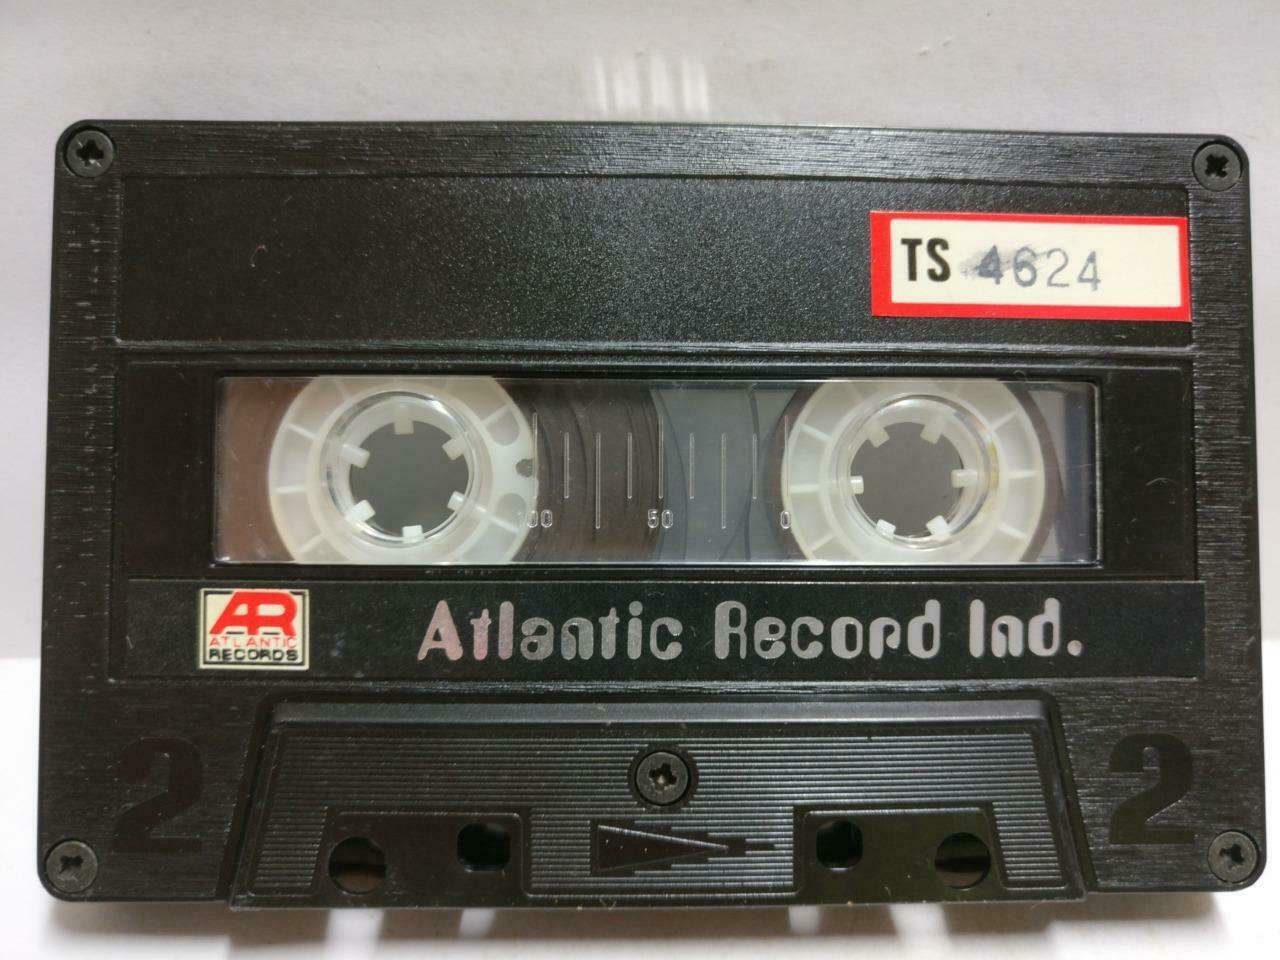 TS 4624
100 50 0
AR
ATLANTIC
RECORDS
Atlantic Record Ind.
2 2